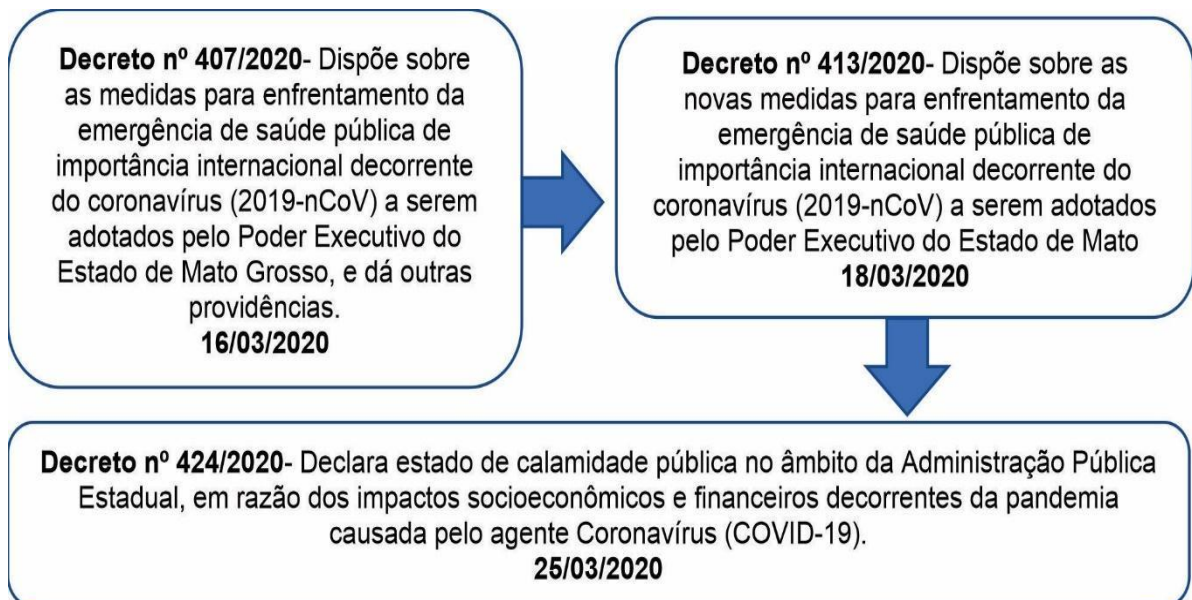 Decreto nº 407/2020- Dispõe sobre
as medidas para enfrentamento da
emergência de saúde pública de
importância internacional decorrente
do coronavírus (2019-nCoV) a serem
adotados pelo Poder Executivo do
Estado de Mato Grosso, e dá outras
providências.
16/03/2020
Decreto nº 413/2020- Dispõe sobre as
novas medidas para enfrentamento da
emergência de saúde pública de
importância internacional decorrente do
coronavírus (2019-nCoV) a serem adotados
pelo Poder Executivo do Estado de Mato
18/03/2020
Decreto nº 424/2020- Declara estado de calamidade pública no âmbito da Administração Pública
Estadual, em razão dos impactos socioeconômicos e financeiros decorrentes da pandemia
causada pelo agente Coronavírus (COVID-19).
25/03/2020